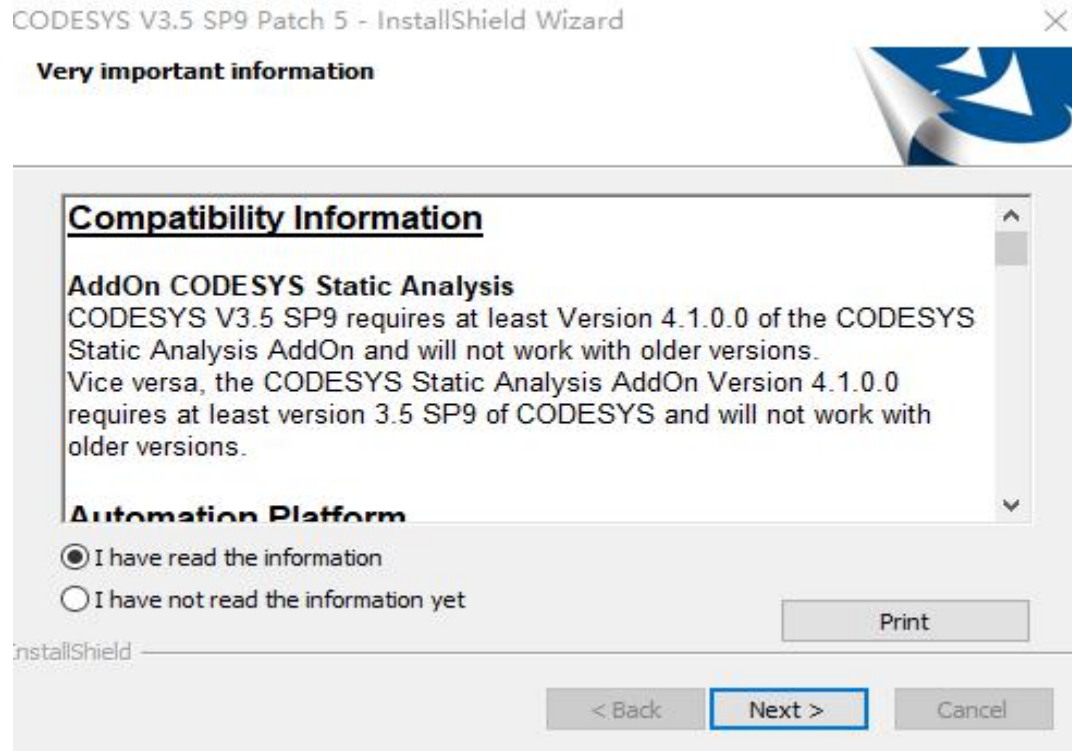 CODESYS V3.5 SP9 Patch 5 - InstallShield Wizard
Very important information
Compatibility Information
AddOn CODESYS Static Analysis
CODESYS V3.5 SP9 requires at least Version 4.1.0.0 of the CODESYS
Static Analysis AddOn and will not work with older versions.
Vice versa, the CODESYS Static Analysis AddOn Version 4.1.0.0
requires at least version 3.5 SP9 of CODESYS and will not work with
older versions.
Automation Platform
I have read the information
I have not read the information yet
Print
InstallShield
< Back
Next >
Cancel